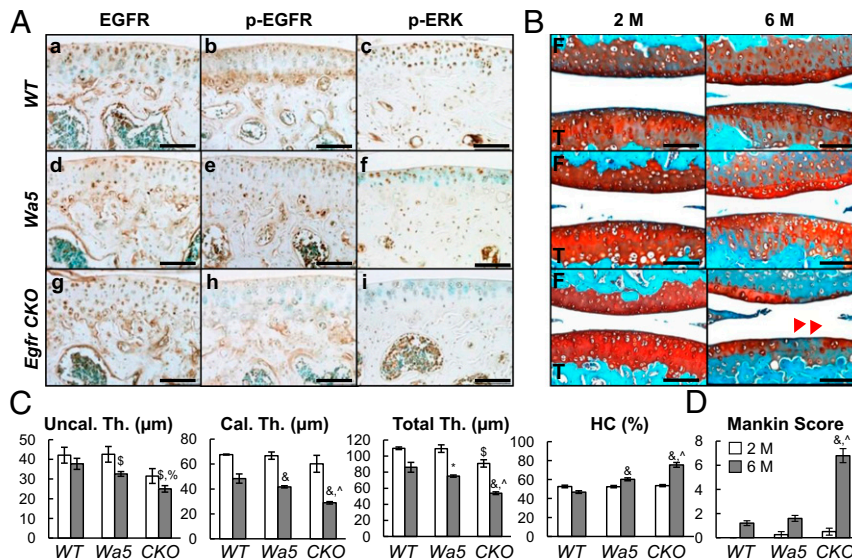 A EGFR p-EGFR p-ERK
B 2 M 6 M
WT a b c
F
T
Wa5 d e f
F
T
Egfr CKO g h i
F
T
C Uncal. Th. (µm) Cal. Th. (µm) Total Th. (µm) HC (%)
D Mankin Score
50 40 30 20 10 0
$ $,%
WT Wa5 CKO
80 60 40 20 0
& &,^
WT Wa5 CKO
120 100 80 60 40 20 0
* $ &,^
WT Wa5 CKO
100 80 60 40 20 0
& &,^
WT Wa5 CKO
8 6 4 2 0
2 M
6 M
&,^
WT Wa5 CKO